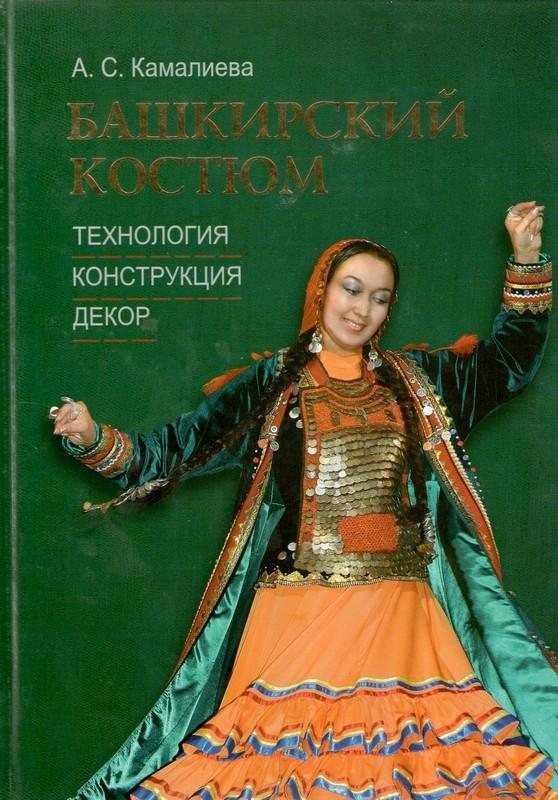 А. С. Камалиева
БАШКИРСКИЙ
КОСТЮМ
ТЕХНОЛОГИЯ
КОНСТРУКЦИЯ
ДЕКОР